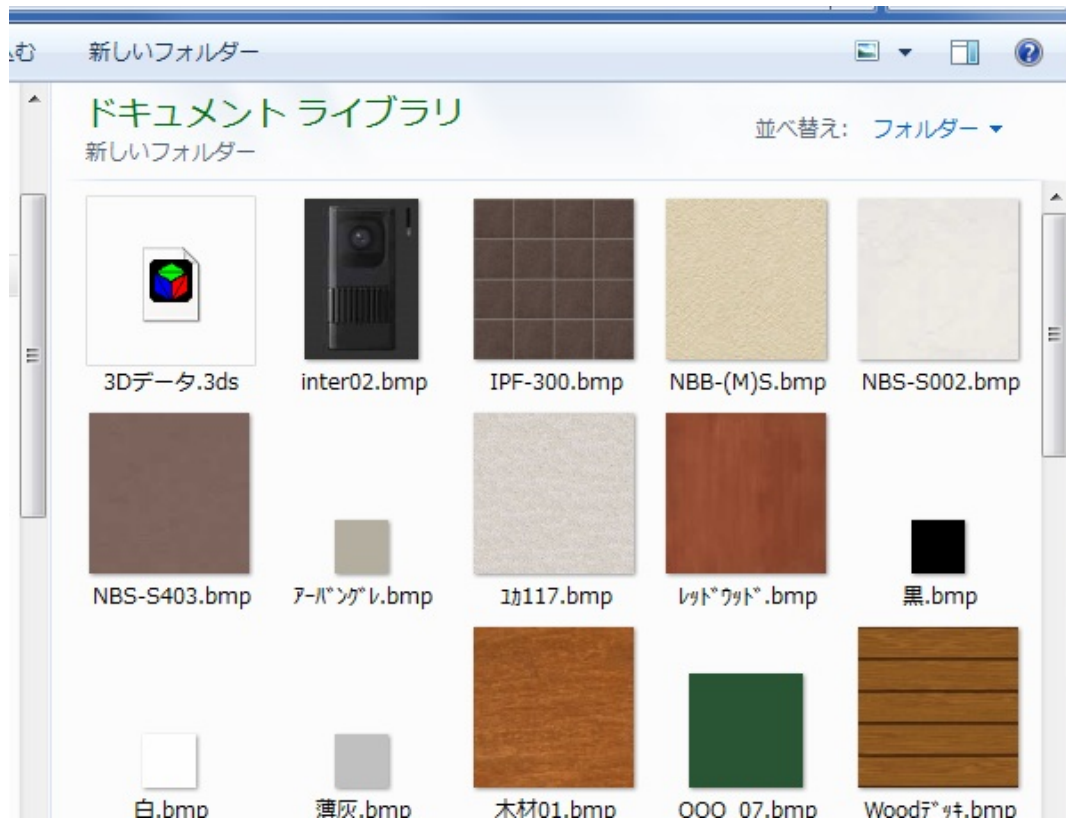 む 新しいフォルダー
ドキュメント ライブラリ
新しいフォルダー
並べ替え: フォルダー
3Dデータ.3ds inter02.bmp IPF-300.bmp NBB-(M)S.bmp NBS-S002.bmp
NBS-S403.bmp ｱｰﾊﾞﾝｸﾞﾚ.bmp ﾕｶ117.bmp ﾚｯﾄﾞｳｯﾄﾞ.bmp 黒.bmp
白.bmp 薄灰.bmp 木材01.bmp OOO_07.bmp Woodﾃﾞｯｷ.bmp